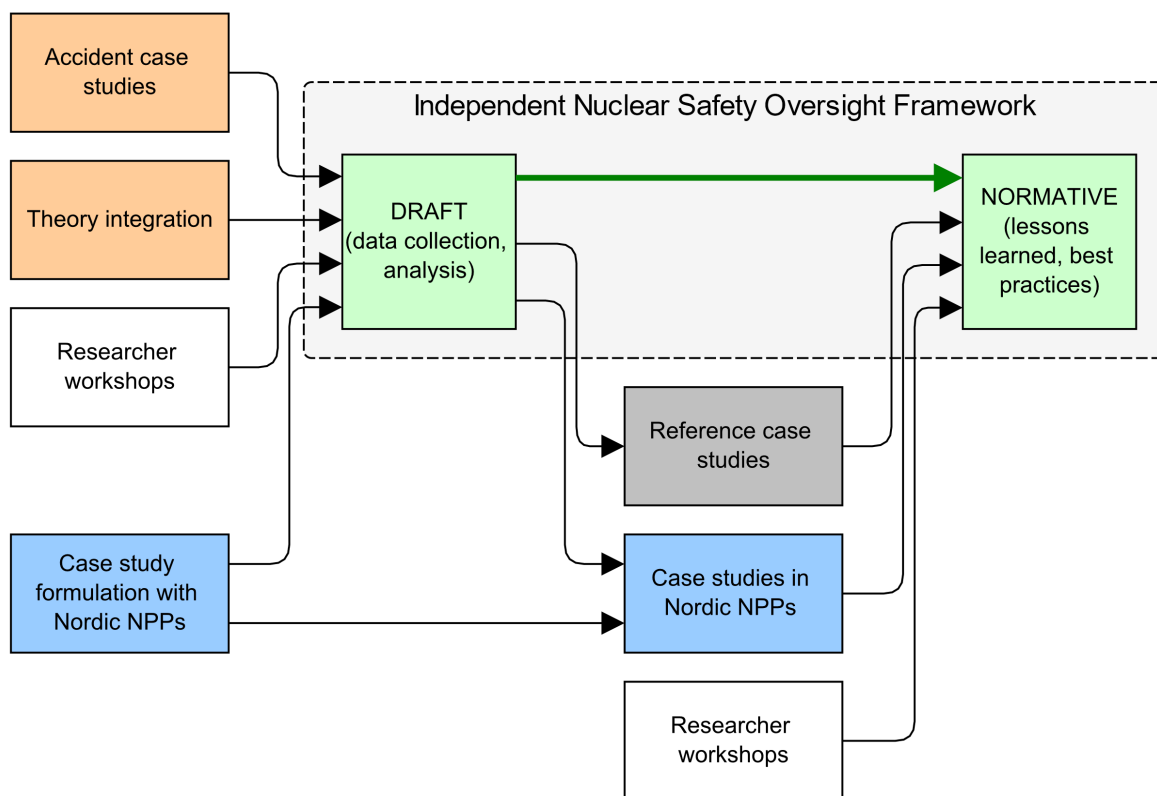 Accident case
studies
Independent Nuclear Safety Oversight Framework
Theory integration
DRAFT
(data collection,
analysis)
NORMATIVE
(lessons
learned, best
practices)
Researcher
workshops
Reference case
studies
Case study
formulation with
Nordic NPPs
Case studies in
Nordic NPPs
Researcher
workshops